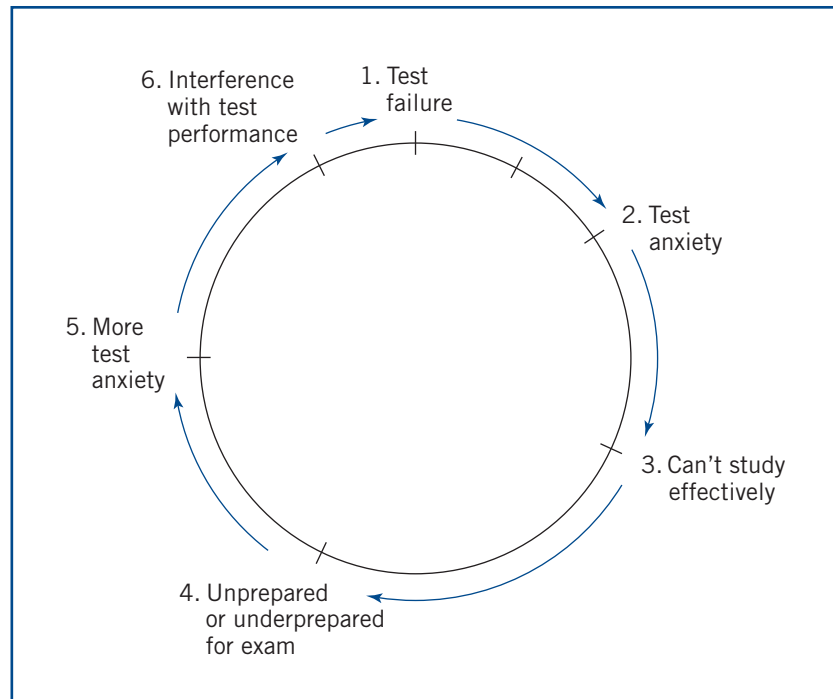 1. Test
failure
2. Test
anxiety
3. Can't study
effectively
4. Unprepared
or underprepared
for exam
5. More
test
anxiety
6. Interference
with test
performance